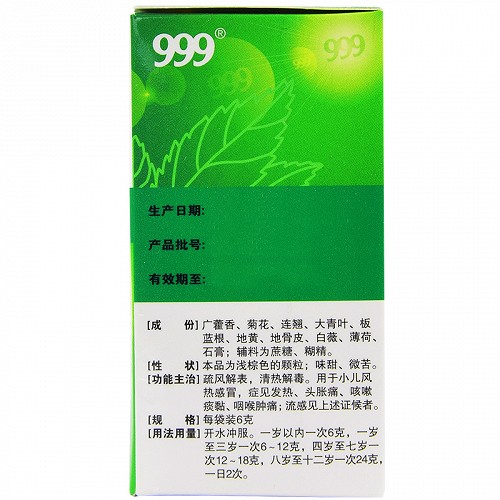 999®
999
999
生产日期:
产品批号:
有效期至:
[成 份] 广藿香、菊花、连翘、大青叶、板
蓝根、地黄、地骨皮、白薇、薄荷、
石膏；辅料为蔗糖、糊精。
[性 状] 本品为浅棕色的颗粒；味甜、微苦。
[功能主治] 疏风解表，清热解毒。用于小儿风
热感冒，症见发热、头胀痛、咳嗽
痰黏、咽喉肿痛；流感见上述证候者。
[规 格] 每袋装6克
[用法用量] 开水冲服。一岁以内一次6克，一岁
至三岁一次6~12克，四岁至七岁一
次12~18克，八岁至十二岁一次24克，
一日2次。